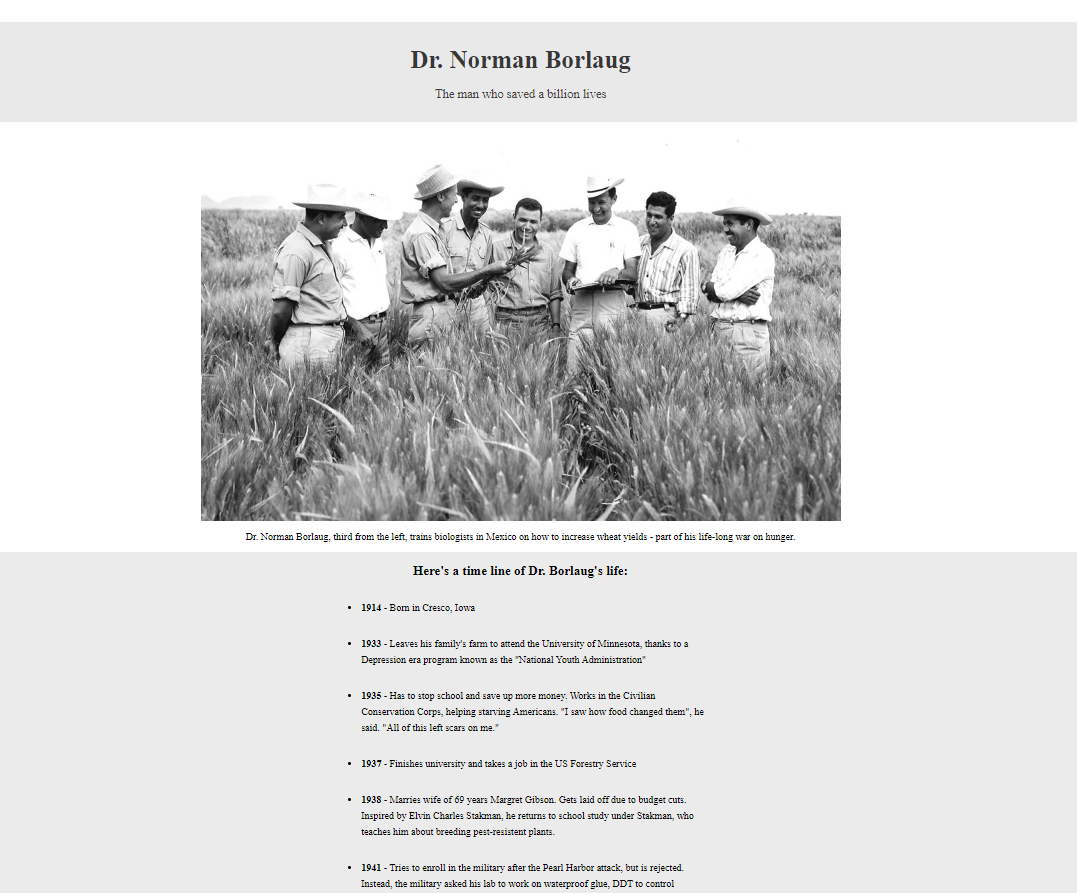 Dr. Norman Borlaug
The man who saved a billion lives
Dr. Norman Borlaug, third from the left, trains biologists in Mexico on how to increase wheat yields - part of his life-long war on hunger.
Here's a time line of Dr. Borlaug's life:
• 1914 - Born in Cresco, Iowa
• 1933 - Leaves his family's farm to attend the University of Minnesota, thanks to a
Depression era program known as the "National Youth Administration"
• 1935 - Has to stop school and save up more money. Works in the Civilian
Conservation Corps, helping starving Americans. "I saw how food changed them", he
said. "All of this left scars on me."
• 1937 - Finishes university and takes a job in the US Forestry Service
• 1938 - Marries wife of 69 years Margret Gibson. Gets laid off due to budget cuts.
Inspired by Elvin Charles Stakman, he returns to school study under Stakman, who
teaches him about breeding pest-resistent plants.
• 1941 - Tries to enroll in the military after the Pearl Harbor attack, but is rejected.
Instead, the military asked his lab to work on waterproof glue, DDT to control